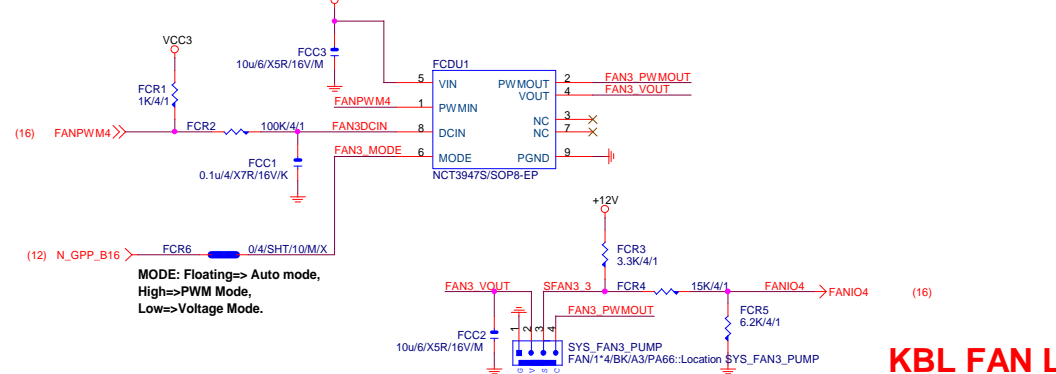 VCC3
FCC3
10u/6/X5R/16V/M
FCDU1
FCR1
1K/4/1
5
VIN
PWMOUT
2
FAN3_PWMOUT
VOUT
4
FAN3_VOUT
FANPWM4
1
PWMIN
NC
3
(16)
FANPWM4
FCR2
100K/4/1
FAN3DCIN
8
DCIN
NC
7
FAN3_MODE
6
MODE
PGND
9
FCC1
0.1u/4/X7R/16V/K
NCT3947S/SOP8-EP
+12V
(12)
N_GPP_B16
FCR6
0/4/SHT/10/M/X
FCR3
3.3K/4/1
MODE: Floating=> Auto mode,
High=>PWM Mode,
Low=>Voltage Mode.
FAN3_VOUT
SFAN3_3
FCR4
15K/4/1
FANIO4
FANIO4
(16)
FAN3_PWMOUT
FCR5
6.2K/4/1
FCC2
10u/6/X5R/16V/M
1
2
3
4
SYS_FAN3_PUMP
FAN/1*4/BK/A3/PA66::Location SYS_FAN3_PUMP
G
V
S
C
KBL FAN L